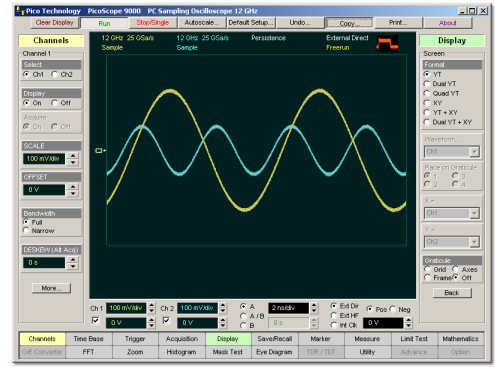 Pico Technology PicoScope 9000 PC Sampling Oscilloscope 12 GHz
Clear Display Run Stop/Single Autoscale... Default Setup... Undo... Copy... Print... About
Channels
Channel 1
Select
Ch1 Ch2
Display
On Off
Acquire
On Off
SCALE
100 mV/div
OFFSET
0 V
Bandwidth
Full
Narrow
DESKEW (All Acq)
0 s
More...
12 GHz 25 GSa/s 12 GHz 25 GSa/s Persistence External Direct
Sample Sample Freerun
Display
Screen
Format
YT
Dual YT
Quad YT
XY
YT + XY
Dual YT + XY
Waveform...
Ch1
Place on Graticule
1 3
2 4
X =
Ch1
Y =
Ch2
Graticule
Grid Axes
Frame Off
Back
Ch 1 100 mV/div Ch 2 100 mV/div A 2 ns/div Ext Dir Pos Neg
0 V 0 V A / B Ext HF
B 0 s Int Clk 0 V
Channels Time Base Trigger Acquisition Display Save/Recall Marker Measure Limit Test Mathematics
O/E Converter FFT Zoom Histogram Mask Test Eye Diagram TDR / TDT Utility Advance Option